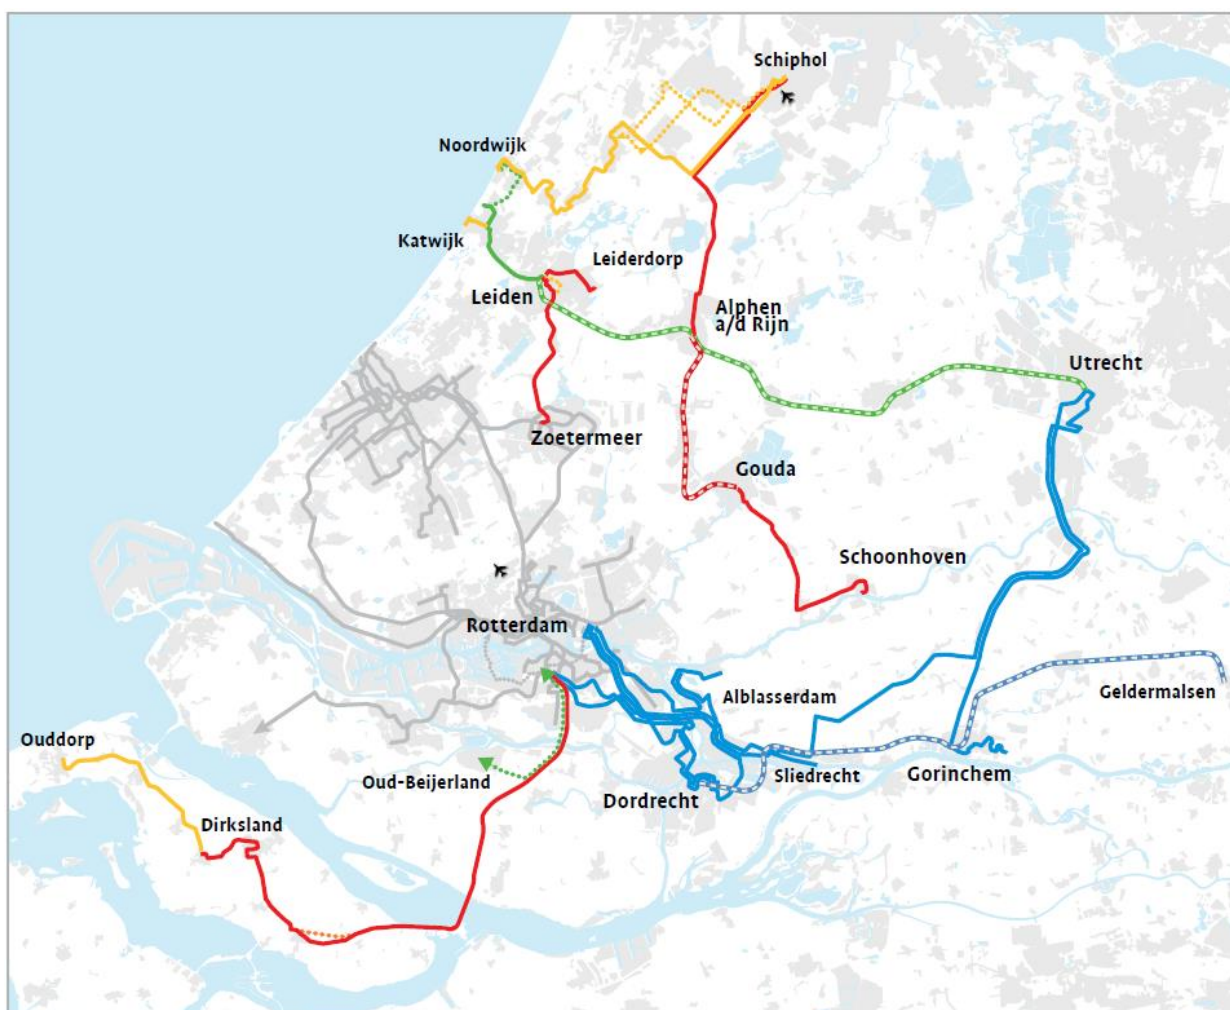 Schiphol
Noordwijk
Katwijk
Leiderdorp
Leiden
Alphen
a/d Rijn
Utrecht
Zoetermeer
Gouda
Schoonhoven
Rotterdam
Alblasserdam
Geldermalsen
Ouddorp
Oud-Beijerland
Sliedrecht
Gorinchem
Dordrecht
Dirksland